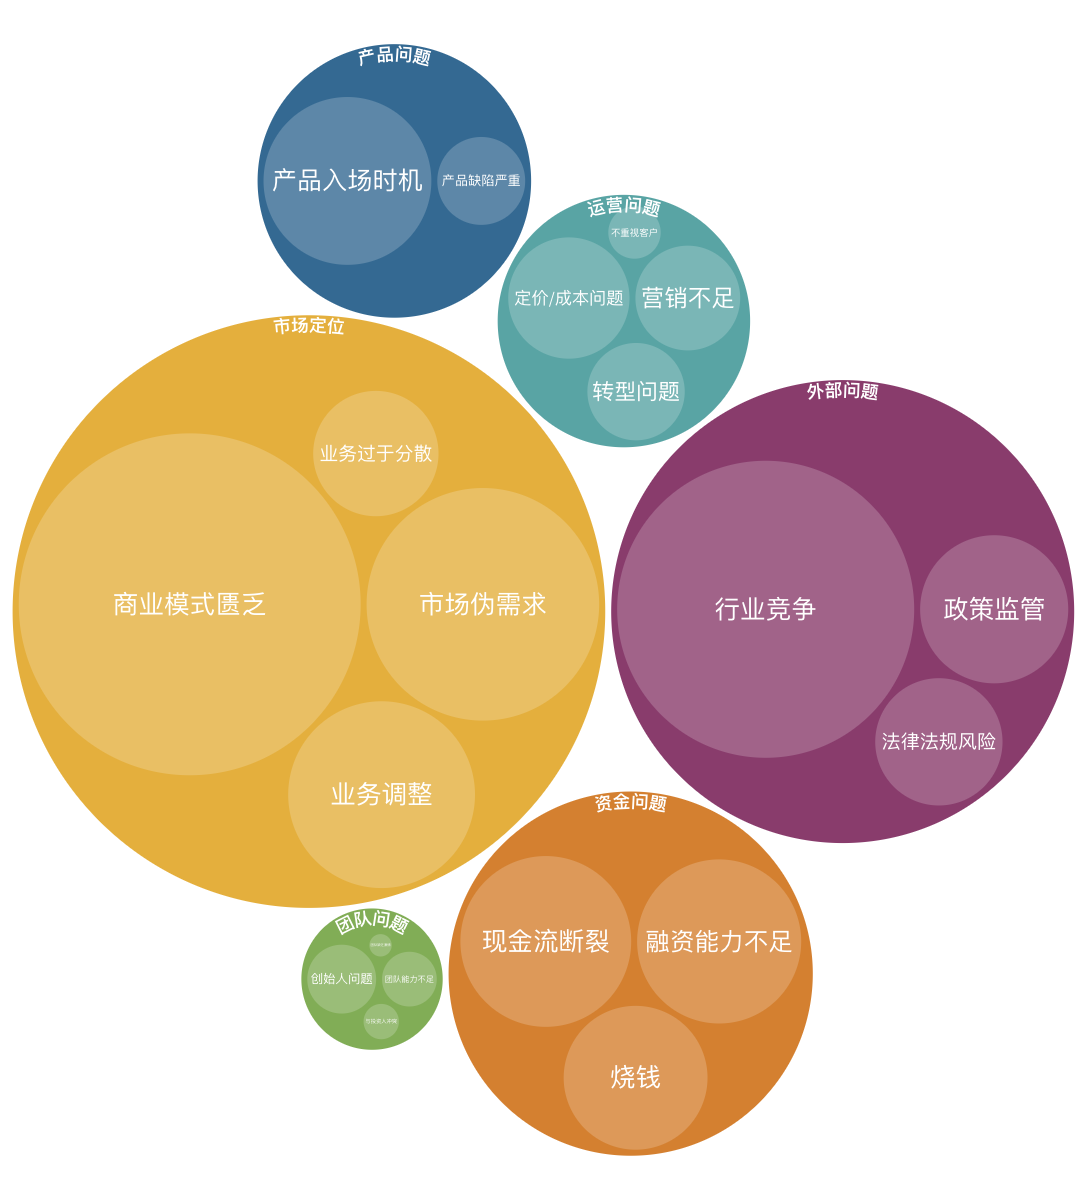 产品问题
产品入场时机
产品缺陷严重
运营问题
不重视客户
定价/成本问题
营销不足
转型问题
市场定位
业务过于分散
商业模式匮乏
市场伪需求
业务调整
外部问题
行业竞争
政策监管
法律法规风险
资金问题
现金流断裂
融资能力不足
烧钱
团队问题
创始人问题
团队能力不足